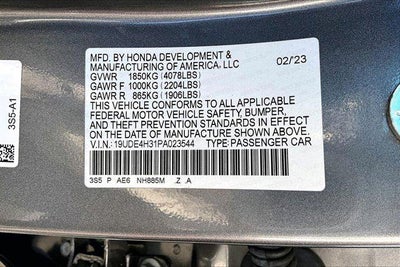 MFD. BY HONDA DEVELOPMENT &
MANUFACTURING OF AMERICA, LLC 02/23
GVWR 1850KG (4078LBS)
GAWR F 1000KG (2204LBS)
GAWR R 865KG (1906LBS)
THIS VEHICLE CONFORMS TO ALL APPLICABLE
FEDERAL MOTOR VEHICLE SAFETY, BUMPER,
AND THEFT PREVENTION STANDARDS IN EFFECT
ON THE DATE OF MANUFACTURE SHOWN ABOVE.
V.I.N.: 19UDE4H31PA023544 TYPE:PASSENGER CAR
3S5 P AE6 NH885M .Z .A
3S5-A1